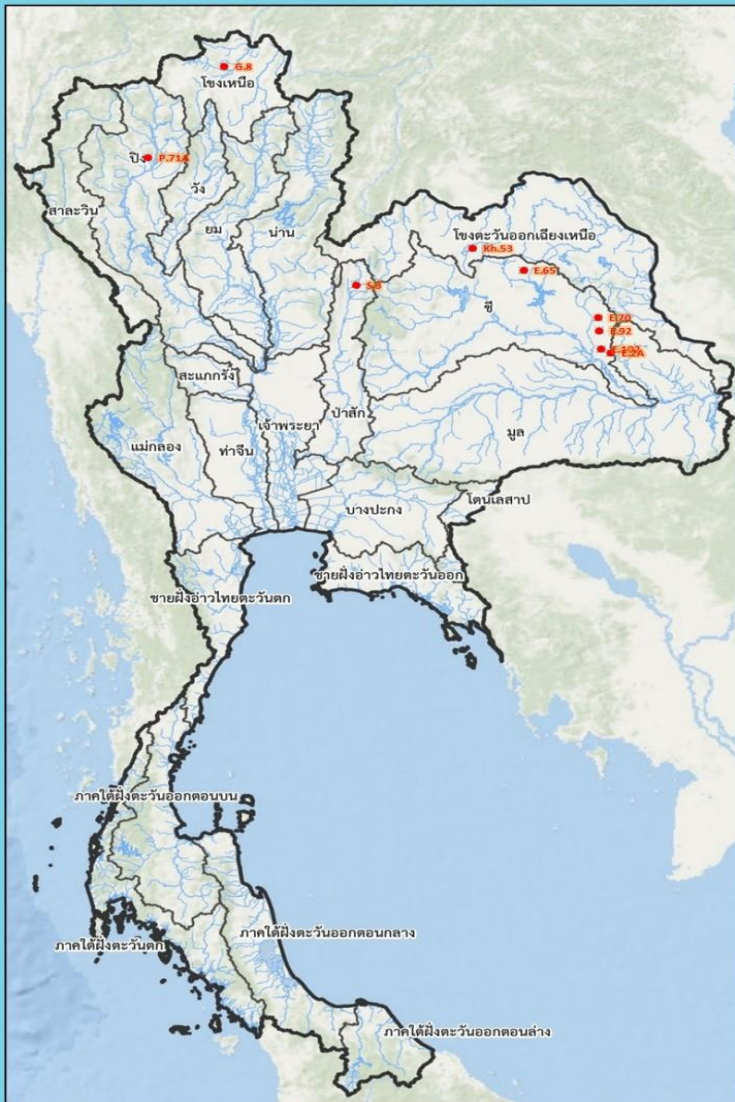 G.8
โขงเหนือ
ปิง
P.71A
วัง
สาละวิน
ยม
น่าน
โขงตะวันออกเฉียงเหนือ
Kh.53
E.65
S.3
ชี
E.70
E.92
E.2A
สะแกกรัง
เจ้าพระยา
ป่าสัก
แม่กลอง
ท่าจีน
มูล
โตนเลสาป
บางปะกง
ชายฝั่งอ่าวไทยตะวันออก
ชายฝั่งอ่าวไทยตะวันตก
ภาคใต้ฝั่งตะวันออกตอนบน
ภาคใต้ฝั่งตะวันออกตอนกลาง
ภาคใต้ฝั่งตะวันตก
ภาคใต้ฝั่งตะวันออกตอนล่าง